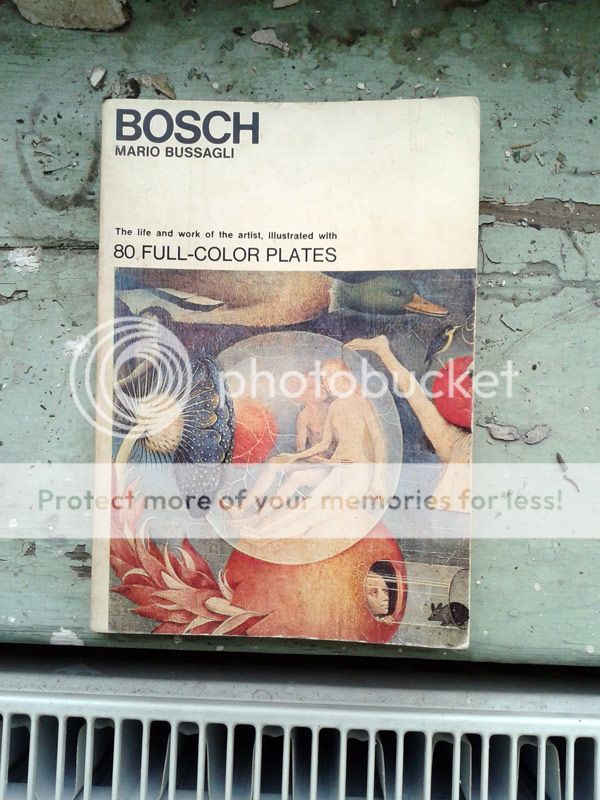 BOSCH
MARIO BUSSAGLI
The life and work of the artist, illustrated with
80 FULL-COLOR PLATES
photobucket
Protect more of your memories for less!